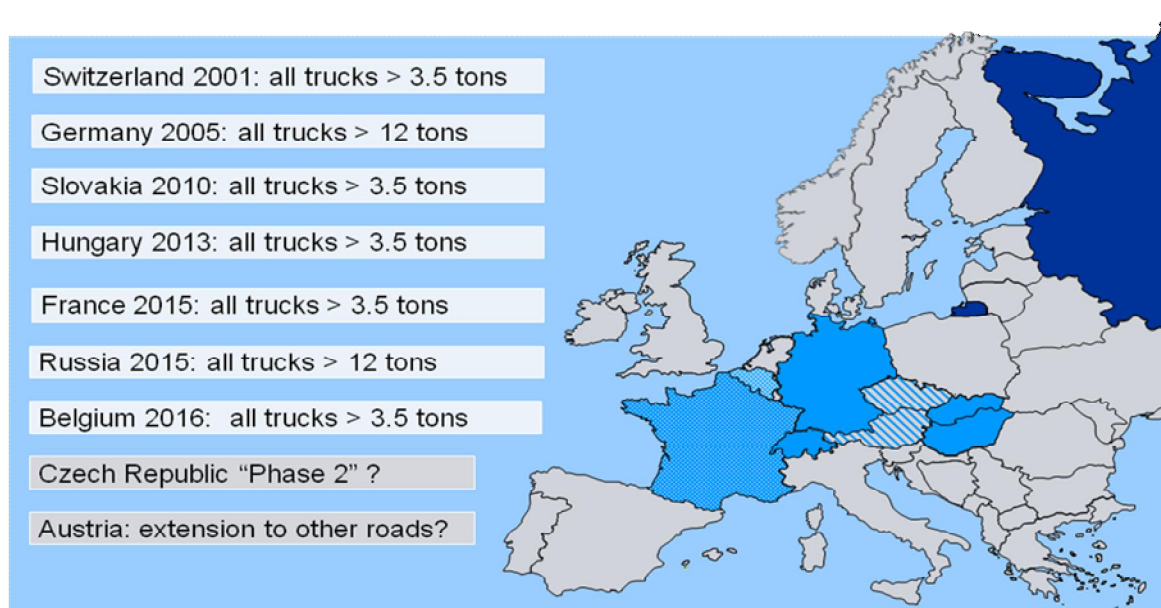 Switzerland 2001: all trucks > 3.5 tons
Germany 2005: all trucks > 12 tons
Slovakia 2010: all trucks > 3.5 tons
Hungary 2013: all trucks > 3.5 tons
France 2015: all trucks > 3.5 tons
Russia 2015: all trucks > 12 tons
Belgium 2016: all trucks > 3.5 tons
Czech Republic “Phase 2” ?
Austria: extension to other roads?